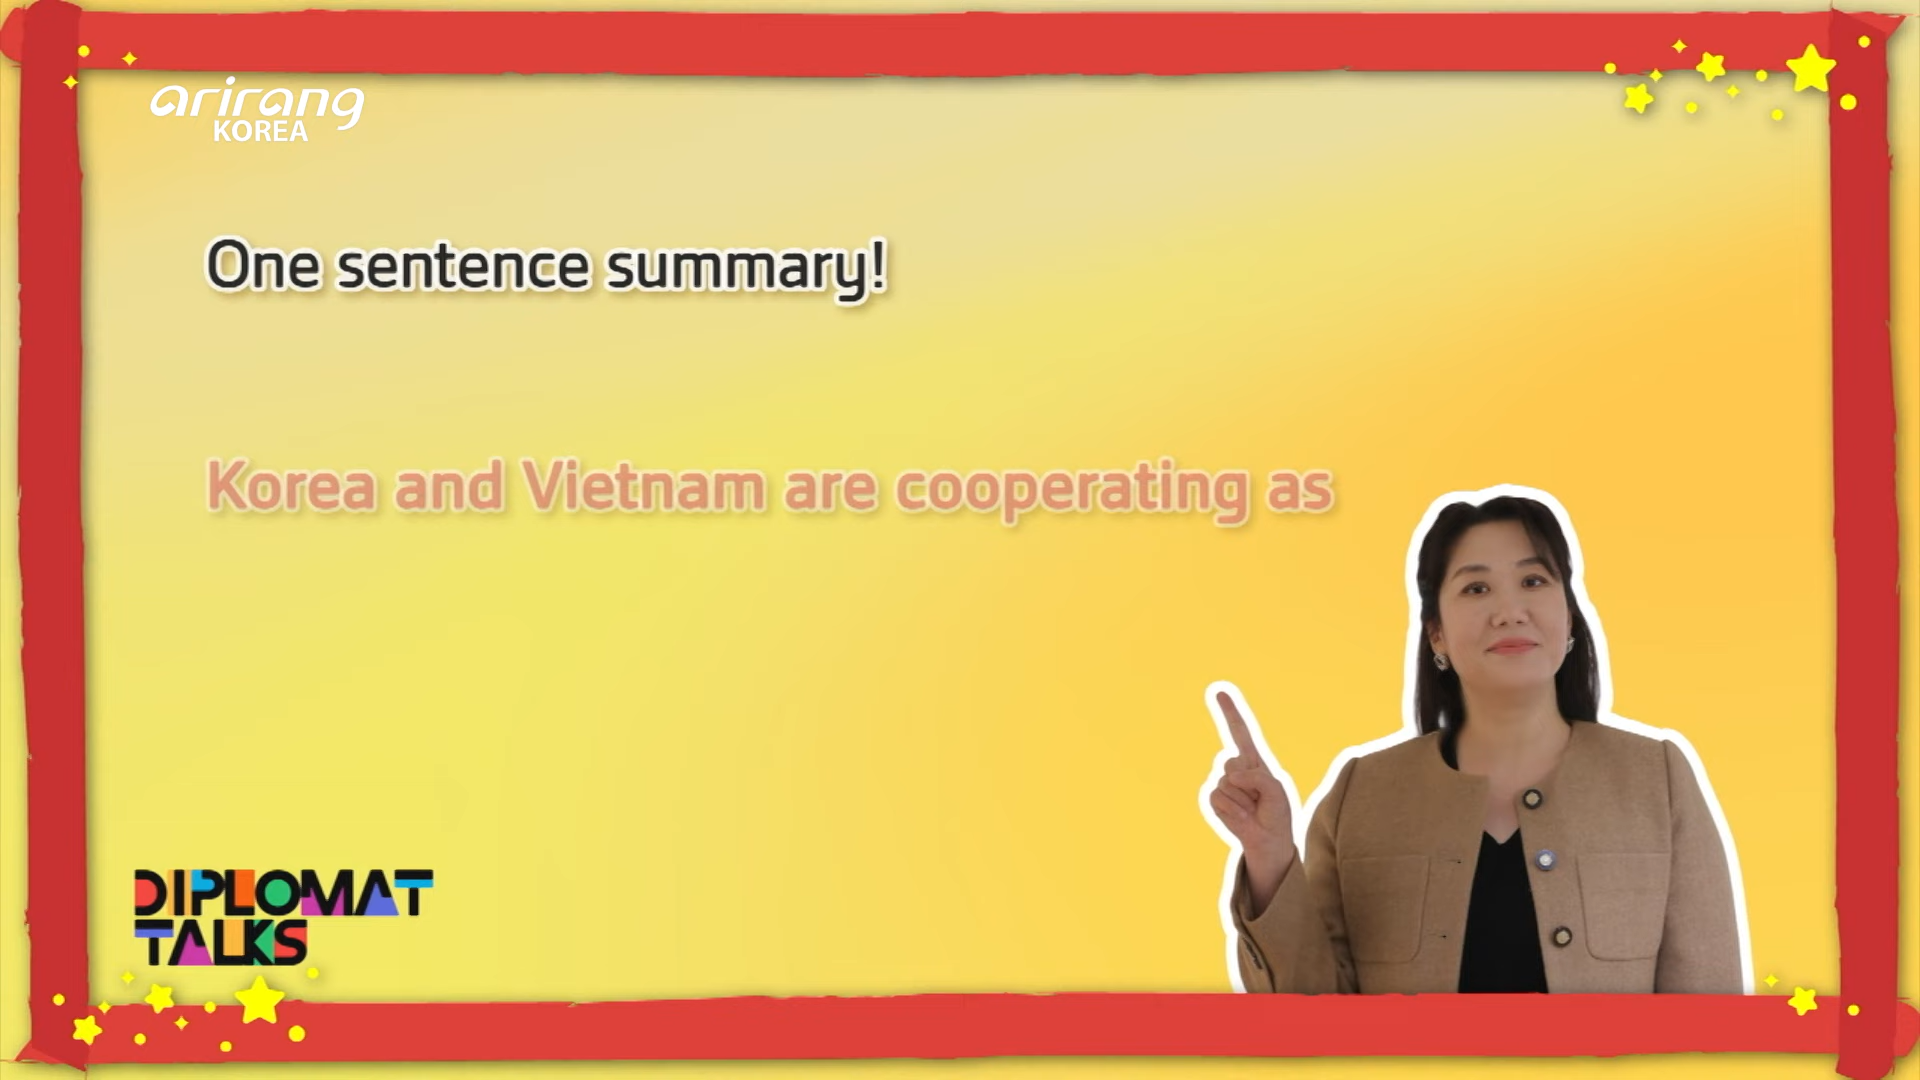 arirang
KOREA
One sentence summary!
Korea and Vietnam are cooperating as
DIPLOMAT
TALKS